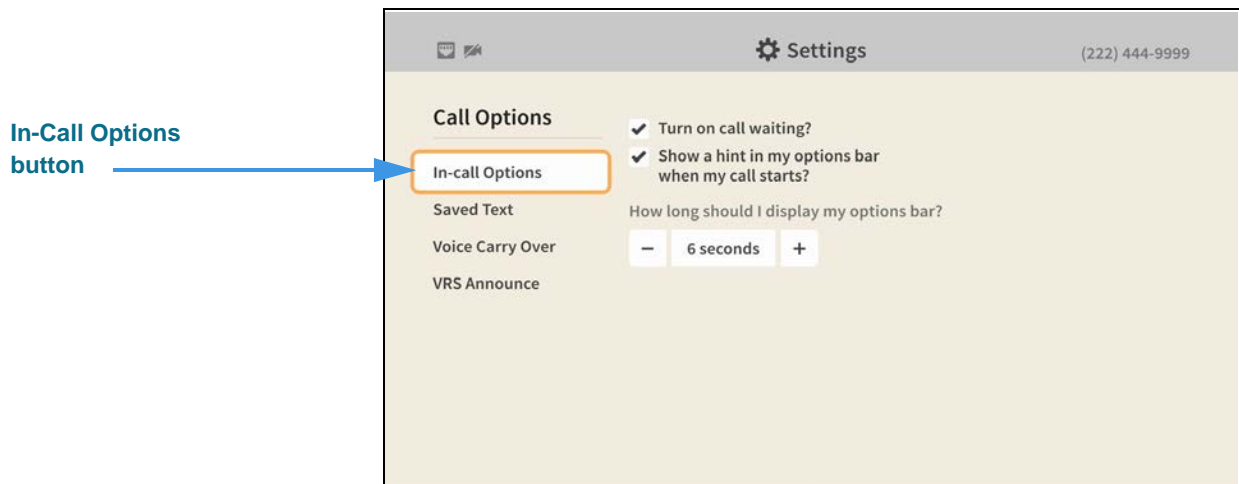 Settings
(222) 444-9999
In-Call Options
button
Call Options
In-call Options
Saved Text
Voice Carry Over
VRS Announce
Turn on call waiting?
Show a hint in my options bar
when my call starts?
How long should I display my options bar?
− 6 seconds +